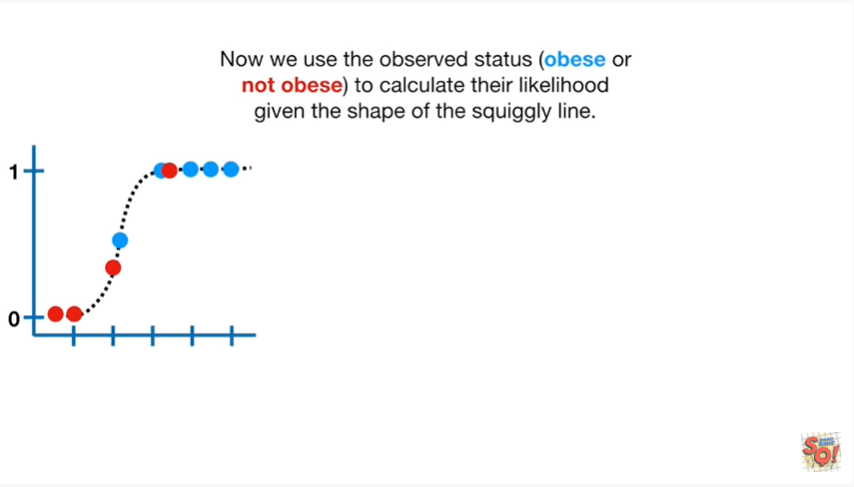 Now we use the observed status (obese or
not obese) to calculate their likelihood
given the shape of the squiggly line.
1
0
SQ!